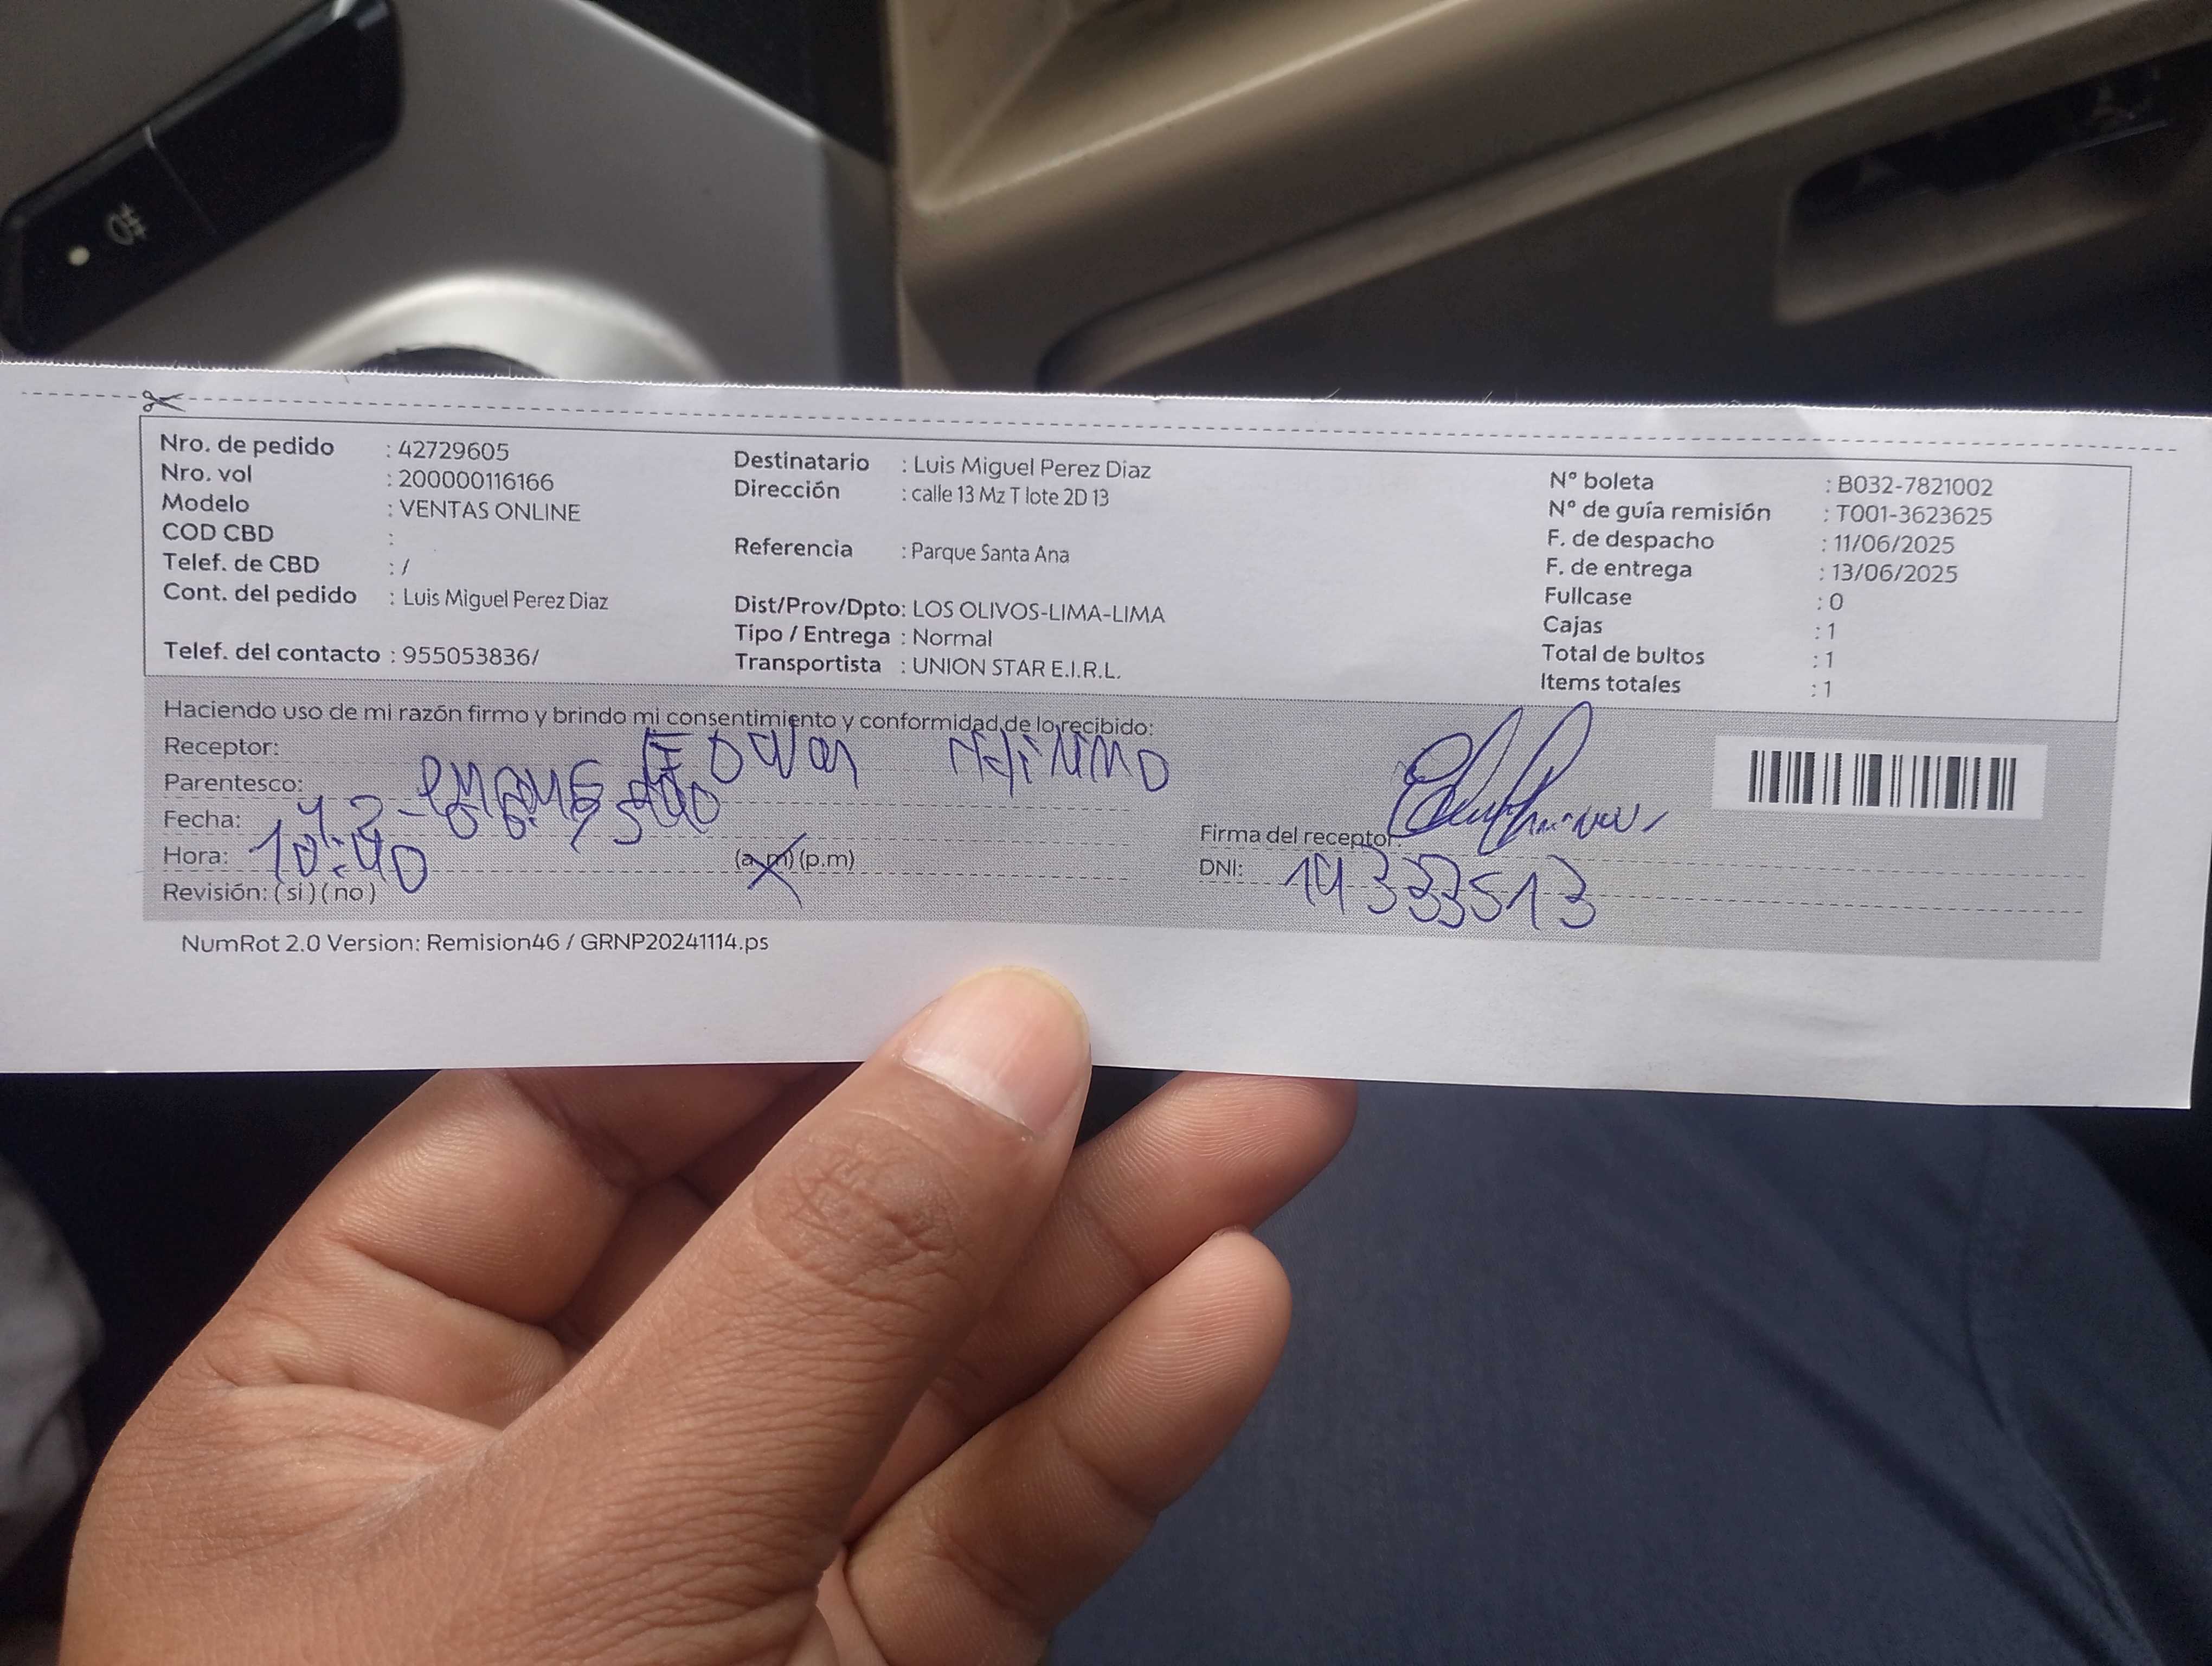 Nro. de pedido : 42729605
Nro. vol : 200000116166
Modelo : VENTAS ONLINE
COD CBD :
Telef. de CBD : /
Cont. del pedido : Luis Miguel Perez Diaz
Telef. del contacto : 955053836/
Destinatario : Luis Miguel Perez Diaz
Dirección : calle 13 Mz T lote 2D 13
Referencia : Parque Santa Ana
Dist/Prov/Dpto: LOS OLIVOS-LIMA-LIMA
Tipo / Entrega : Normal
Transportista : UNION STAR E.I.R.L.
N° boleta : B032-7821002
N° de guía remisión : T001-3623625
F. de despacho : 11/06/2025
F. de entrega : 13/06/2025
Fullcase : 0
Cajas : 1
Total de bultos : 1
Items totales : 1
Haciendo uso de mi razón firmo y brindo mi consentimiento y conformidad de lo recibido:
Receptor:
Parentesco:
Fecha:
Hora: 10:40 (a.m) (p.m)
Revisión: (si) (no)
Firma del receptor:
DNI: 14333513
NumRot 2.0 Version: Remision46 / GRNP20241114.ps